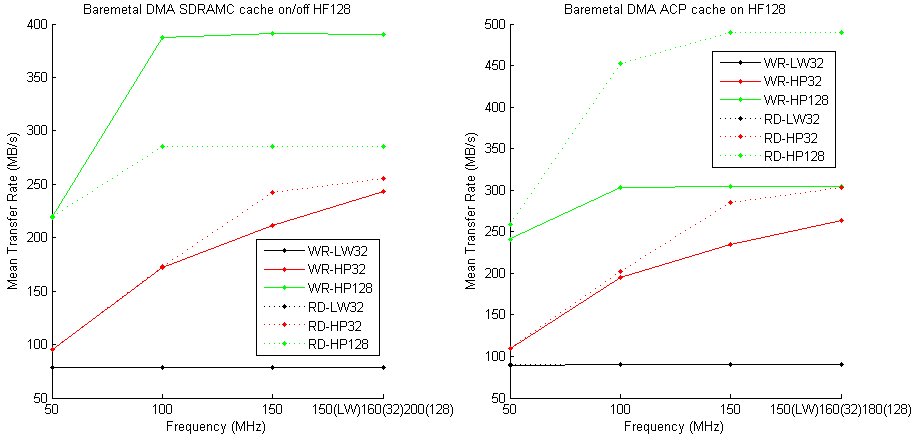 Baremetal DMA SDRAMC cache on/off HF128
400
350
300
250
200
150
100
50
Mean Transfer Rate (MB/s)
WR-LW32
WR-HP32
WR-HP128
RD-LW32
RD-HP32
RD-HP128
50 100 150 150(LW)160(32)200(128)
Frequency (MHz)
Baremetal DMA ACP cache on HF128
500
450
400
350
300
250
200
150
100
50
Mean Transfer Rate (MB/s)
WR-LW32
WR-HP32
WR-HP128
RD-LW32
RD-HP32
RD-HP128
50 100 150 150(LW)160(32)180(128)
Frequency (MHz)